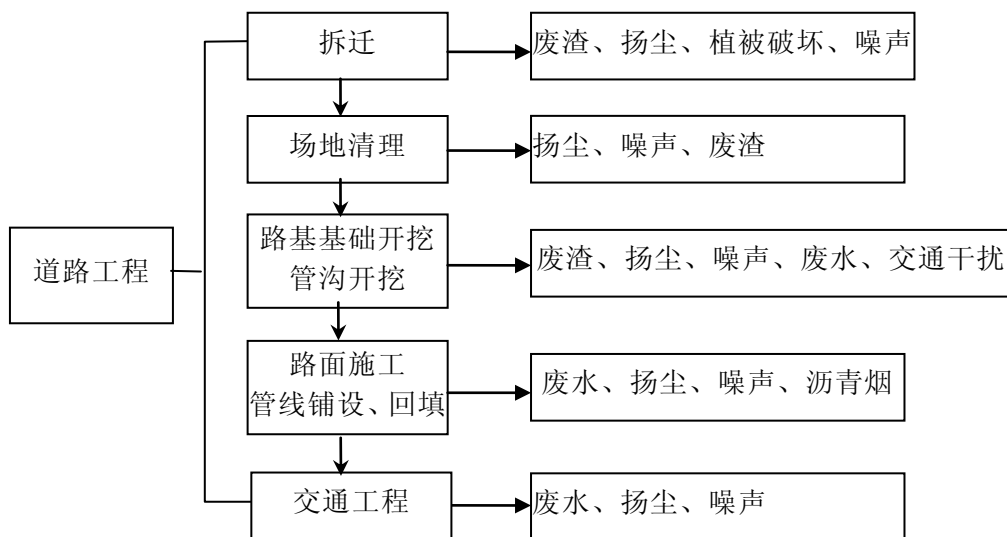 拆迁
废渣、扬尘、植被破坏、噪声
场地清理
扬尘、噪声、废渣
道路工程
路基基础开挖
管沟开挖
废渣、扬尘、噪声、废水、交通干扰
路面施工
管线铺设、回填
废水、扬尘、噪声、沥青烟
交通工程
废水、扬尘、噪声